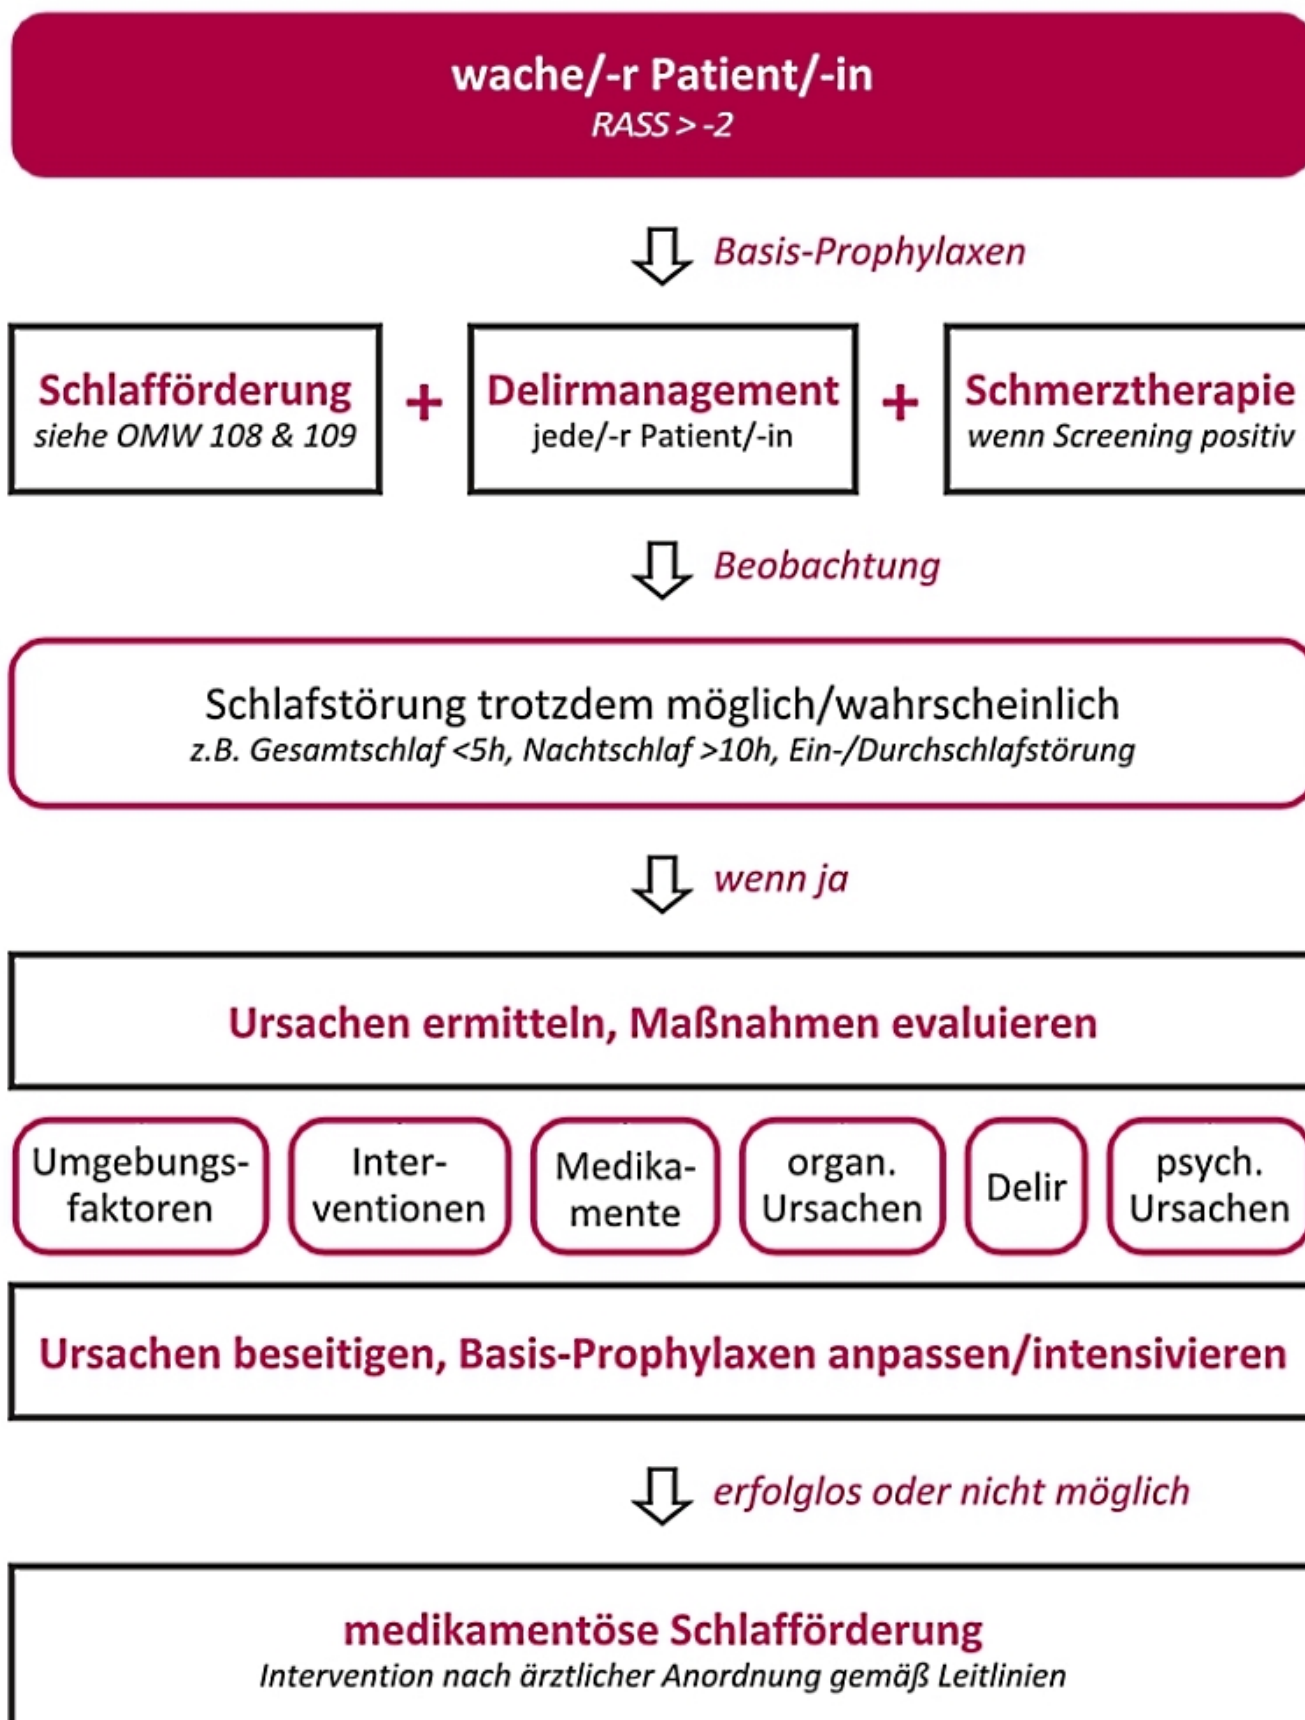 wache/-r Patient/-in
RASS > -2
Basis-Prophylaxen
Schlafförderung
siehe OMW 108 & 109
+
Delirmanagement
jede/-r Patient/-in
+
Schmerztherapie
wenn Screening positiv
Beobachtung
Schlafstörung trotzdem möglich/wahrscheinlich
z.B. Gesamtschlaf <5h, Nachtschlaf >10h, Ein-/Durchschlafstörung
wenn ja
Ursachen ermitteln, Maßnahmen evaluieren
Umgebungs-
faktoren
Inter-
ventionen
Medika-
mente
organ.
Ursachen
Delir
psych.
Ursachen
Ursachen beseitigen, Basis-Prophylaxen anpassen/intensivieren
erfolglos oder nicht möglich
medikamentöse Schlafförderung
Intervention nach ärztlicher Anordnung gemäß Leitlinien